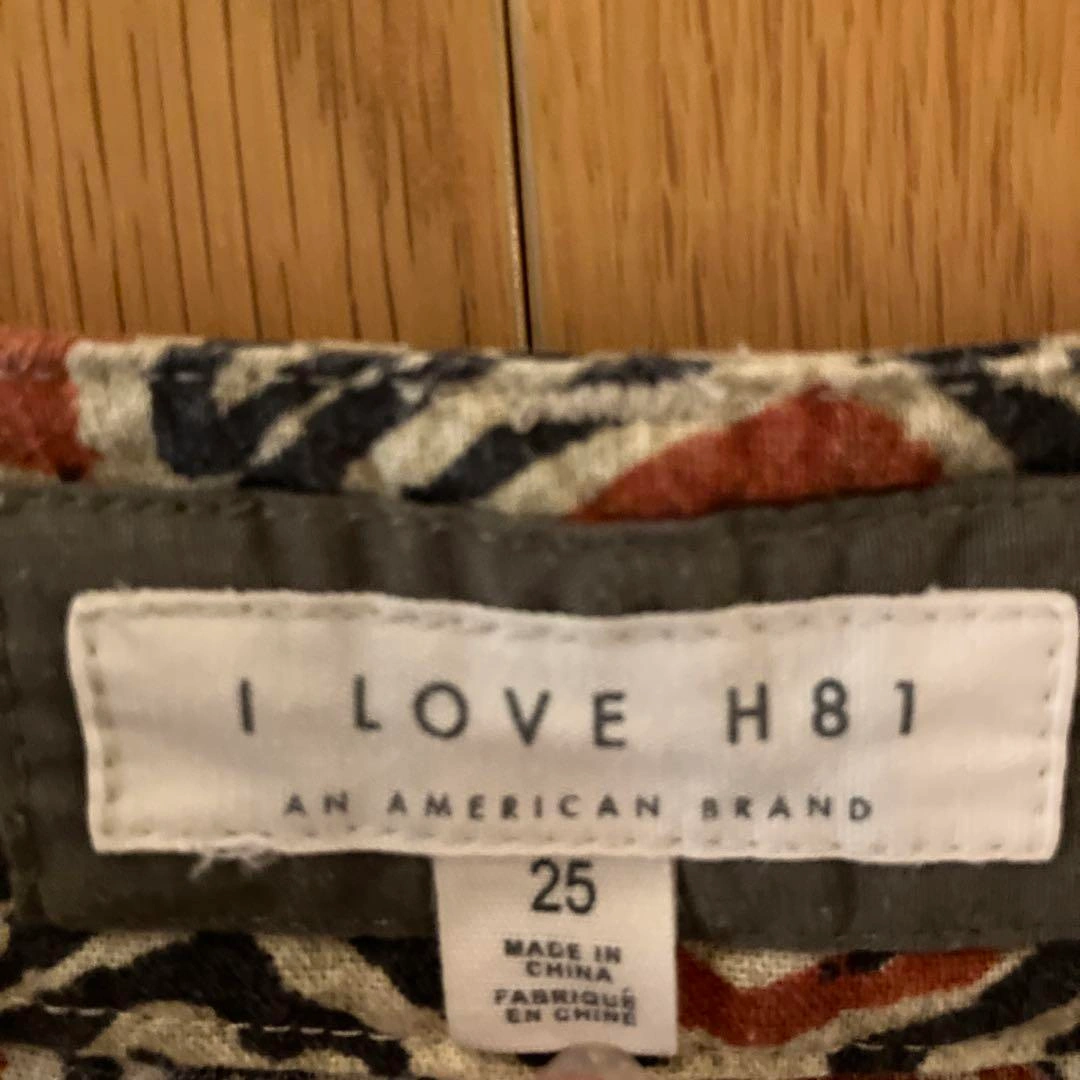 I LOVE H81
AN AMERICAN BRAND
25
MADE IN
CHINA
FABRIQUÉ
EN CHINE